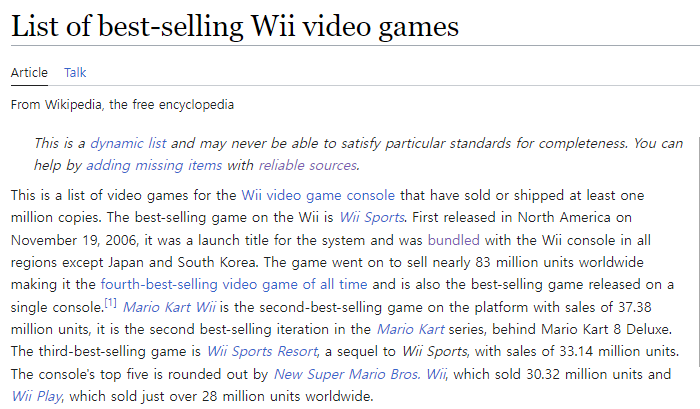 List of best-selling Wii video games
Article Talk
From Wikipedia, the free encyclopedia
This is a dynamic list and may never be able to satisfy particular standards for completeness. You can
help by adding missing items with reliable sources.
This is a list of video games for the Wii video game console that have sold or shipped at least one
million copies. The best-selling game on the Wii is Wii Sports. First released in North America on
November 19, 2006, it was a launch title for the system and was bundled with the Wii console in all
regions except Japan and South Korea. The game went on to sell nearly 83 million units worldwide
making it the fourth-best-selling video game of all time and is also the best-selling game released on a
single console.[1] Mario Kart Wii is the second-best-selling game on the platform with sales of 37.38
million units, it is the second best-selling iteration in the Mario Kart series, behind Mario Kart 8 Deluxe.
The third-best-selling game is Wii Sports Resort, a sequel to Wii Sports, with sales of 33.14 million units.
The console's top five is rounded out by New Super Mario Bros. Wii, which sold 30.32 million units and
Wii Play, which sold just over 28 million units worldwide.